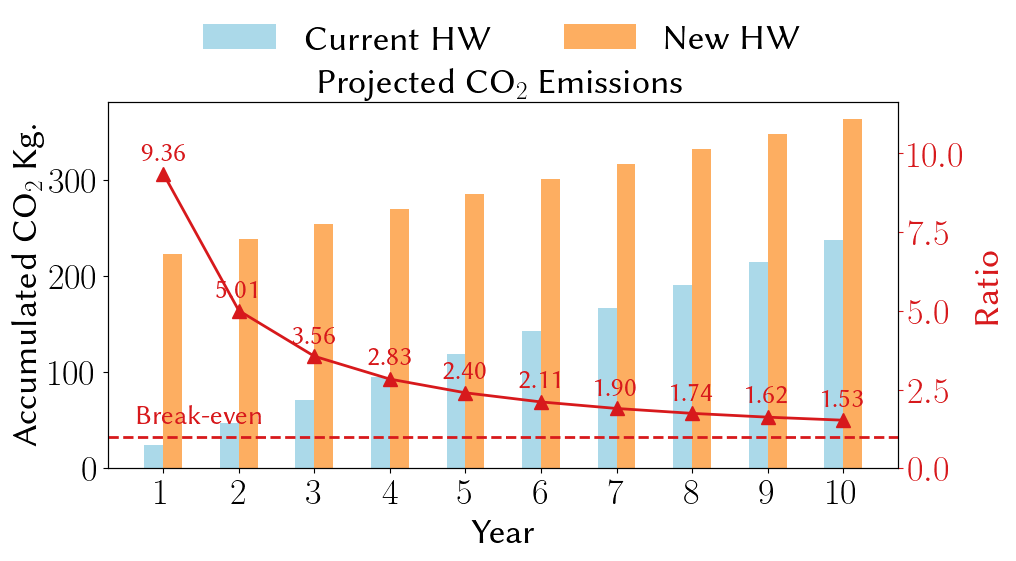 Current HW New HW
Projected CO₂ Emissions
Accumulated CO₂ Kg.
300
200
100
0
9.36
5.01
3.56
2.83
2.40
2.11
1.90
1.74
1.62
1.53
Break-even
10.0
7.5
5.0
2.5
0.0
Ratio
1 2 3 4 5 6 7 8 9 10
Year